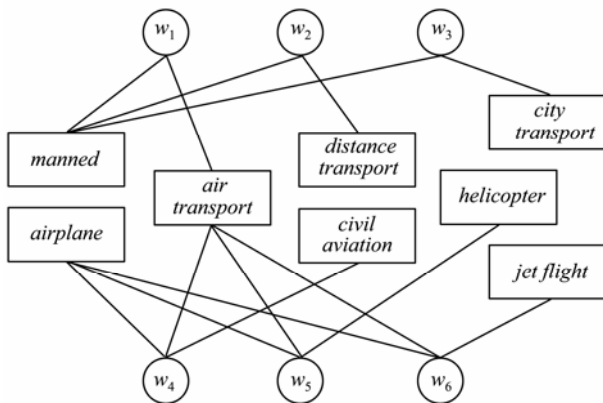 w1
w2
w3
city
transport
manned
distance
transport
air
transport
helicopter
airplane
civil
aviation
jet flight
w4
w5
w6